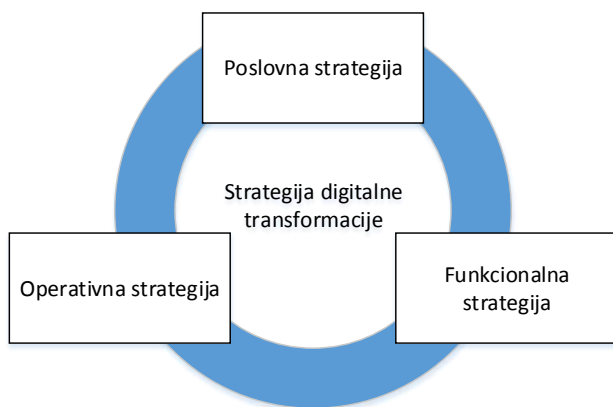 Poslovna strategija
Strategija digitalne
transformacije
Operativna strategija
Funkcionalna
strategija